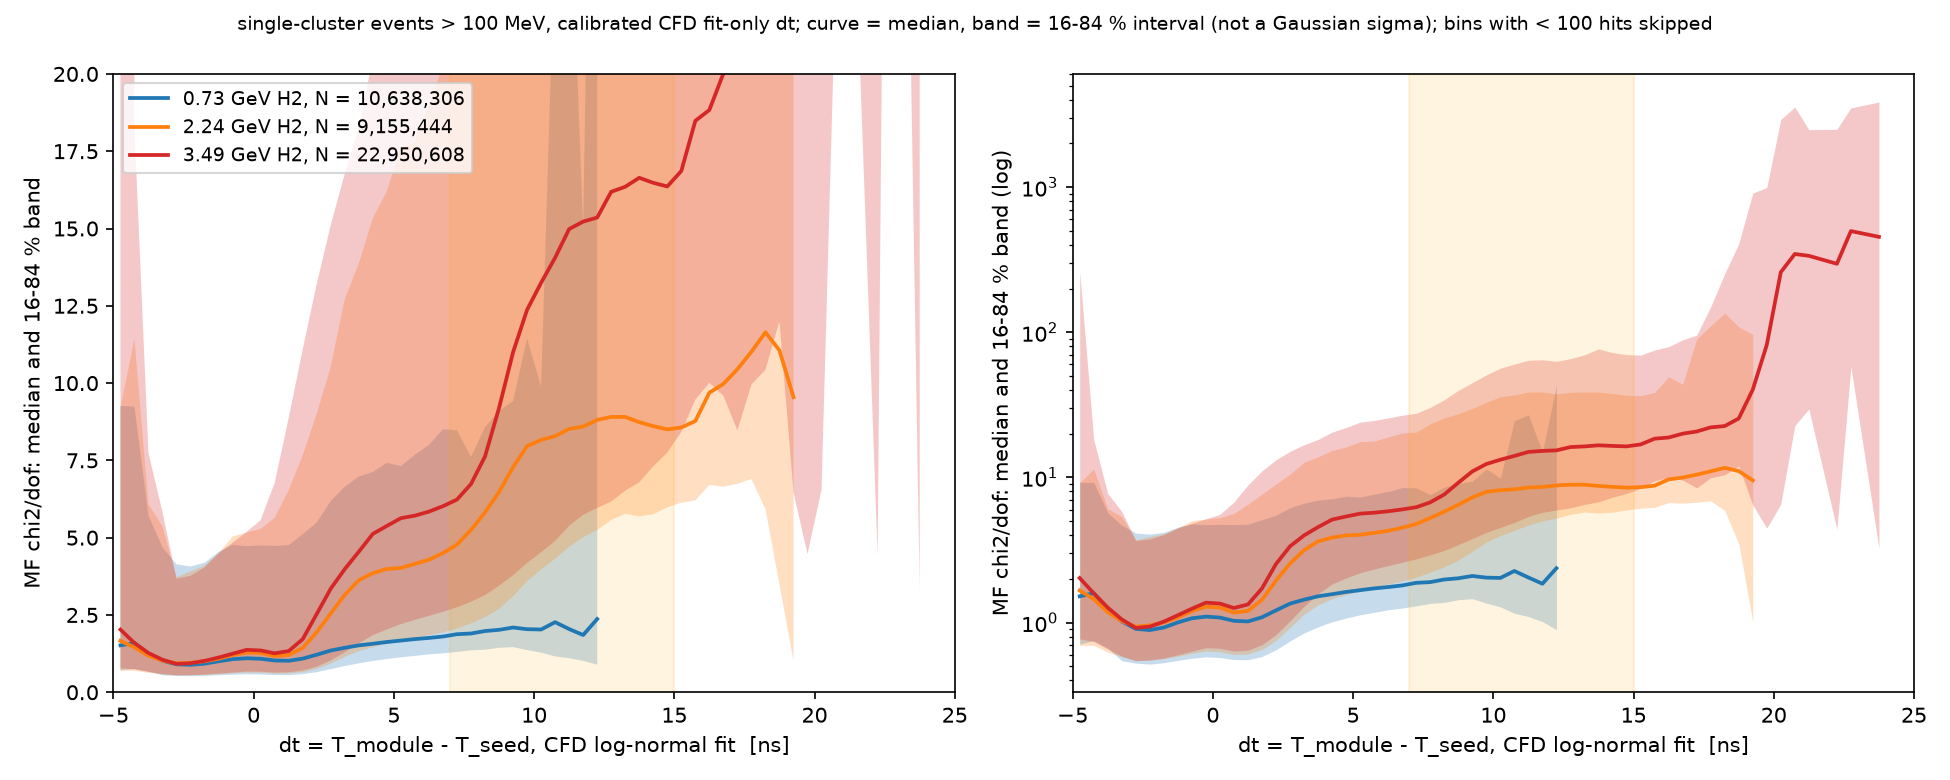 single-cluster events > 100 MeV, calibrated CFD fit-only dt; curve = median, band = 16-84 % interval (not a Gaussian sigma); bins with < 100 hits skipped
MF chi2/dof: median and 16-84 % band
20.0
17.5
15.0
12.5
10.0
7.5
5.0
2.5
0.0
0.73 GeV H2, N = 10,638,306
2.24 GeV H2, N = 9,155,444
3.49 GeV H2, N = 22,950,608
−5 0 5 10 15 20 25
dt = T_module - T_seed, CFD log-normal fit [ns]
MF chi2/dof: median and 16-84 % band (log)
10³
10²
10¹
10⁰
−5 0 5 10 15 20 25
dt = T_module - T_seed, CFD log-normal fit [ns]